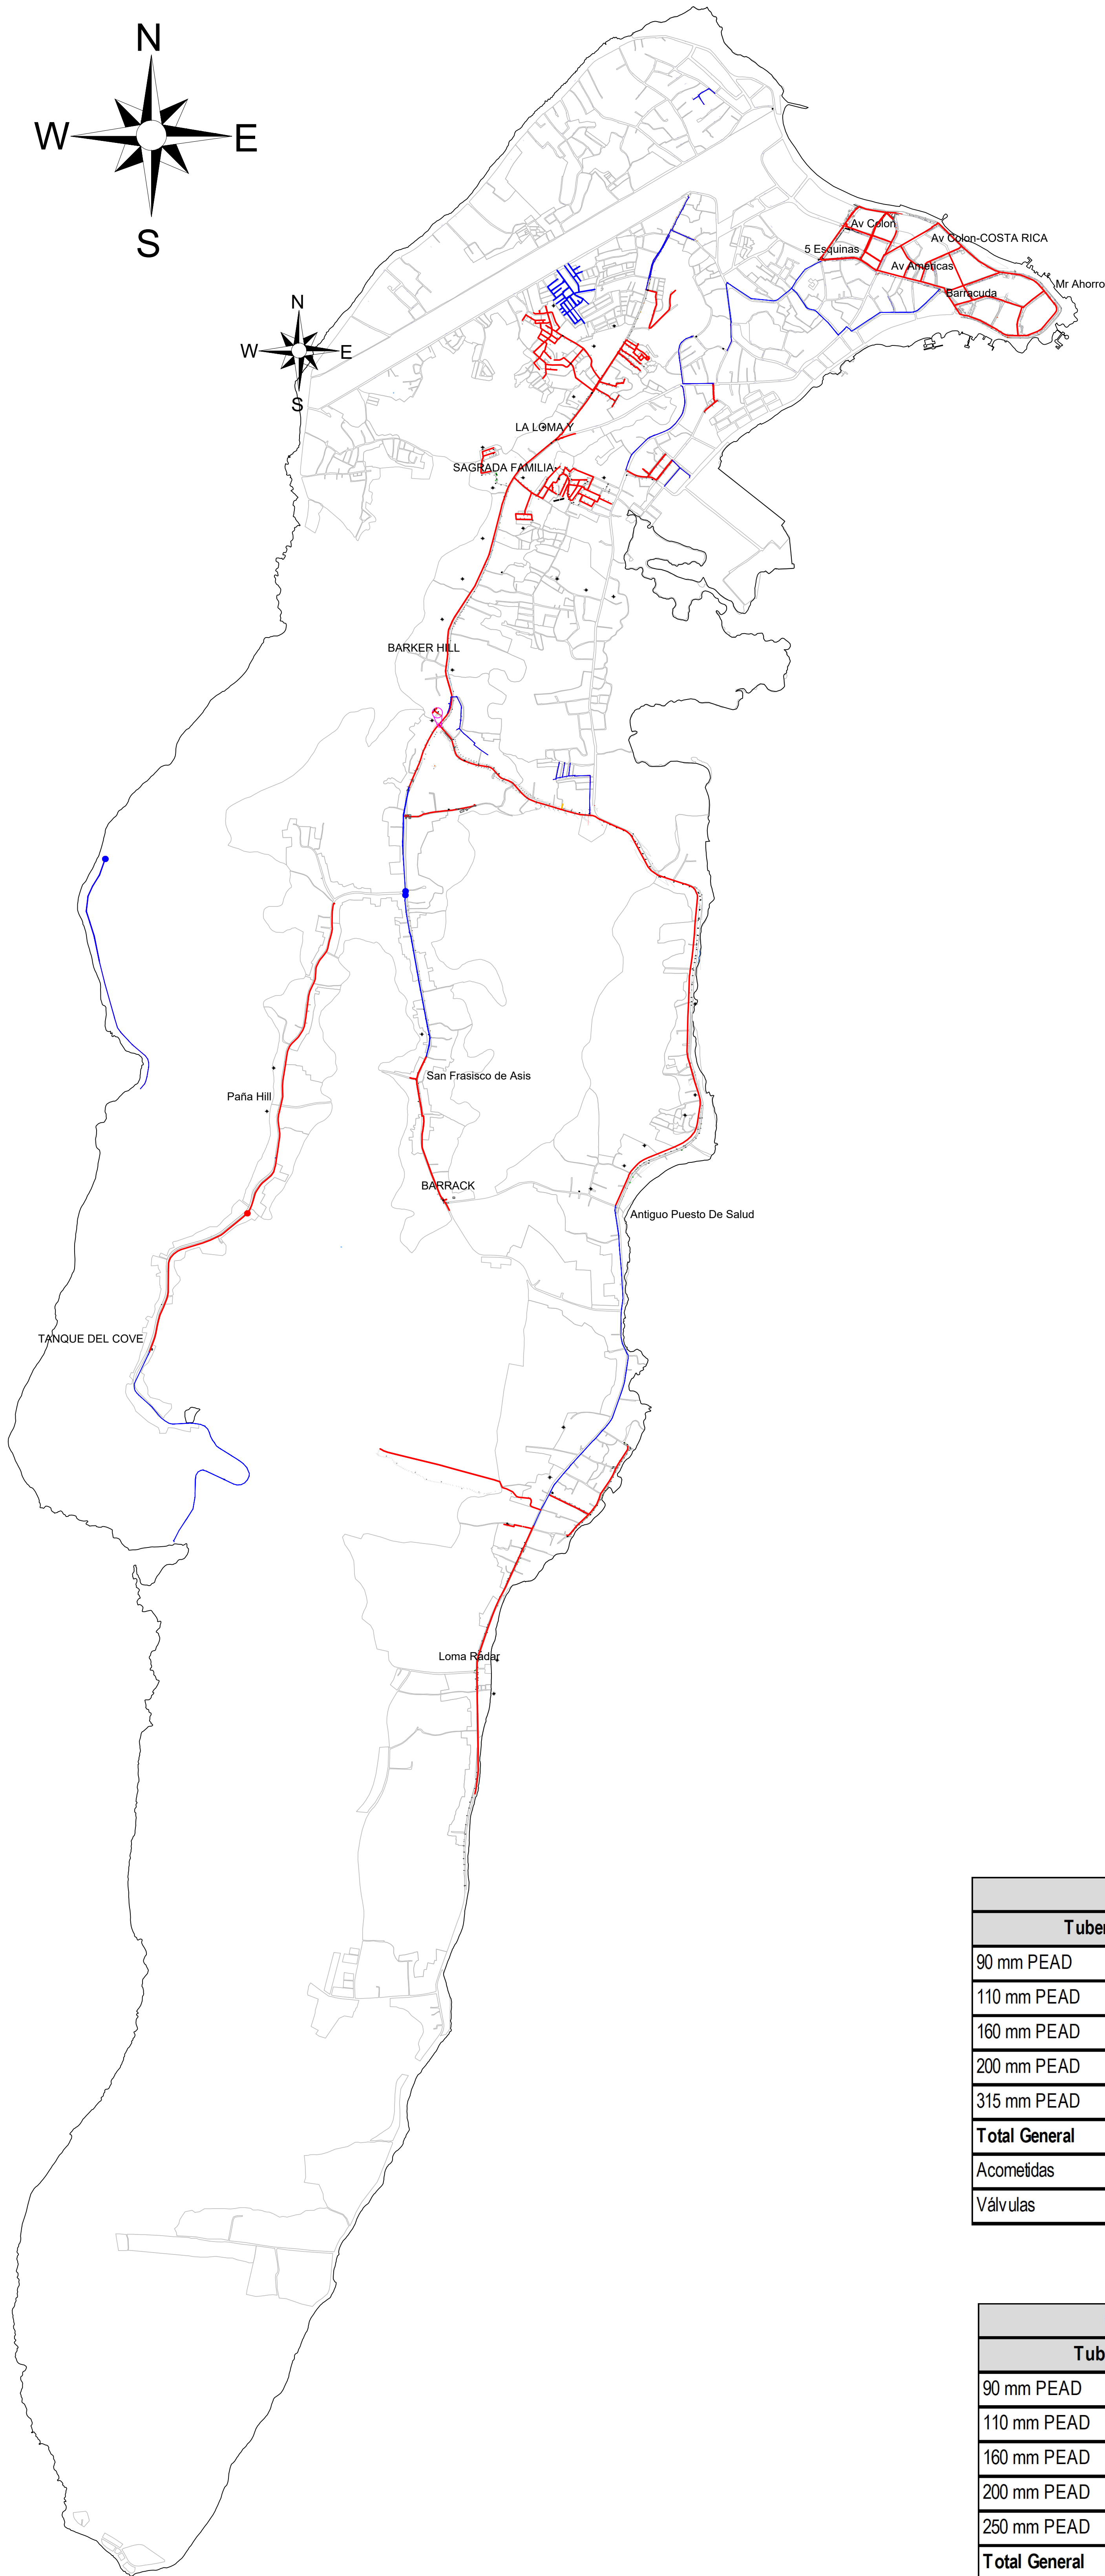 N
W
E
S
N
W
E
S
Av Colon
Av Colon-COSTA RICA
5 Esquinas
Av Americas
Mr Ahorro
Barracuda
LA LOMA Y
SAGRADA FAMILIA
BARKER HILL
San Frasisco de Asis
Paña Hill
BARRACK
Antiguo Puesto De Salud
TANQUE DEL COVE
Loma Radar
90 mm PEAD
110 mm PEAD
160 mm PEAD
200 mm PEAD
315 mm PEAD
Total General
Acometidas
Válvulas
90 mm PEAD
110 mm PEAD
160 mm PEAD
200 mm PEAD
250 mm PEAD
Total General